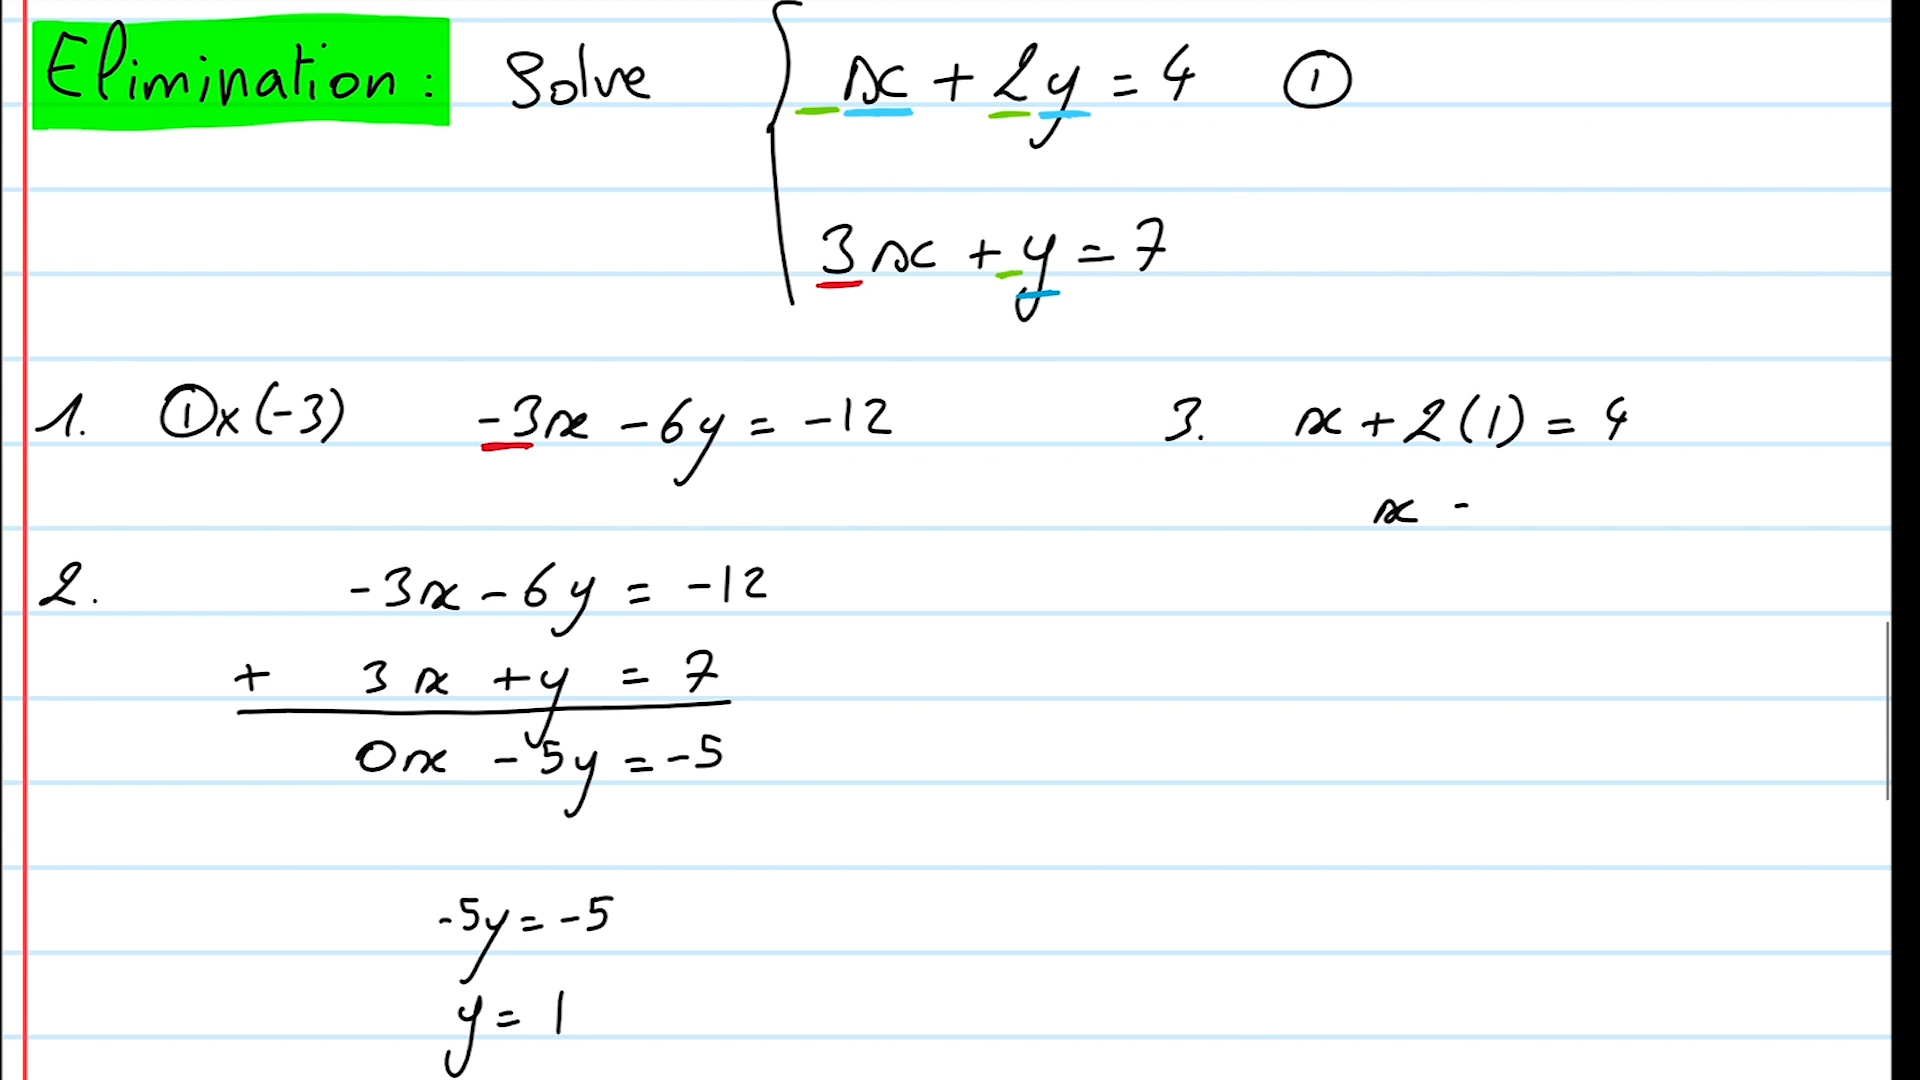 Elimination: Solve
x + 2y = 4 ①
3x + y = 7
1. ①x(-3) -3x - 6y = -12
2. -3x - 6y = -12
+ 3x + y = 7
0x - 5y = -5
-5y = -5
y = 1
3. x + 2(1) = 4
x -